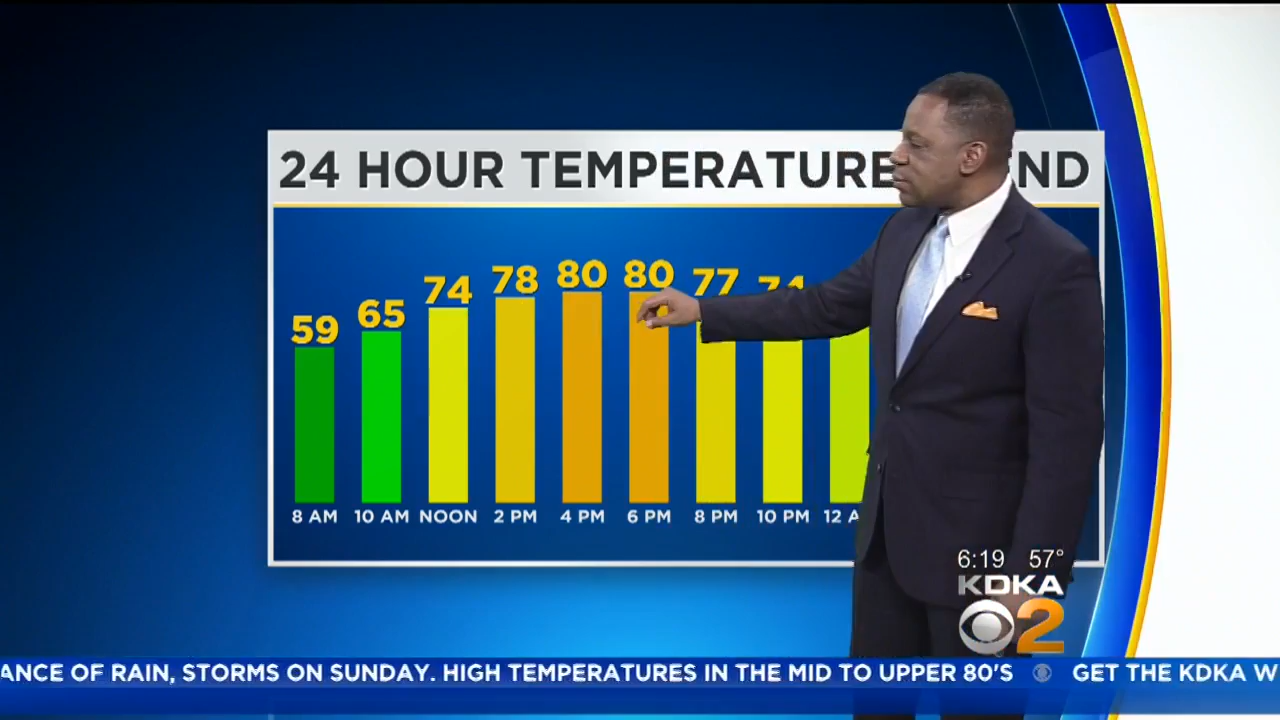 24 HOUR TEMPERATURE
59 65 74 78 80 80 77 74
8 AM 10 AM NOON 2 PM 4 PM 6 PM 8 PM 10 PM 12 A
6:19 57°
KDKA
2
ANCE OF RAIN, STORMS ON SUNDAY. HIGH TEMPERATURES IN THE MID TO UPPER 80'S GET THE KDKA W